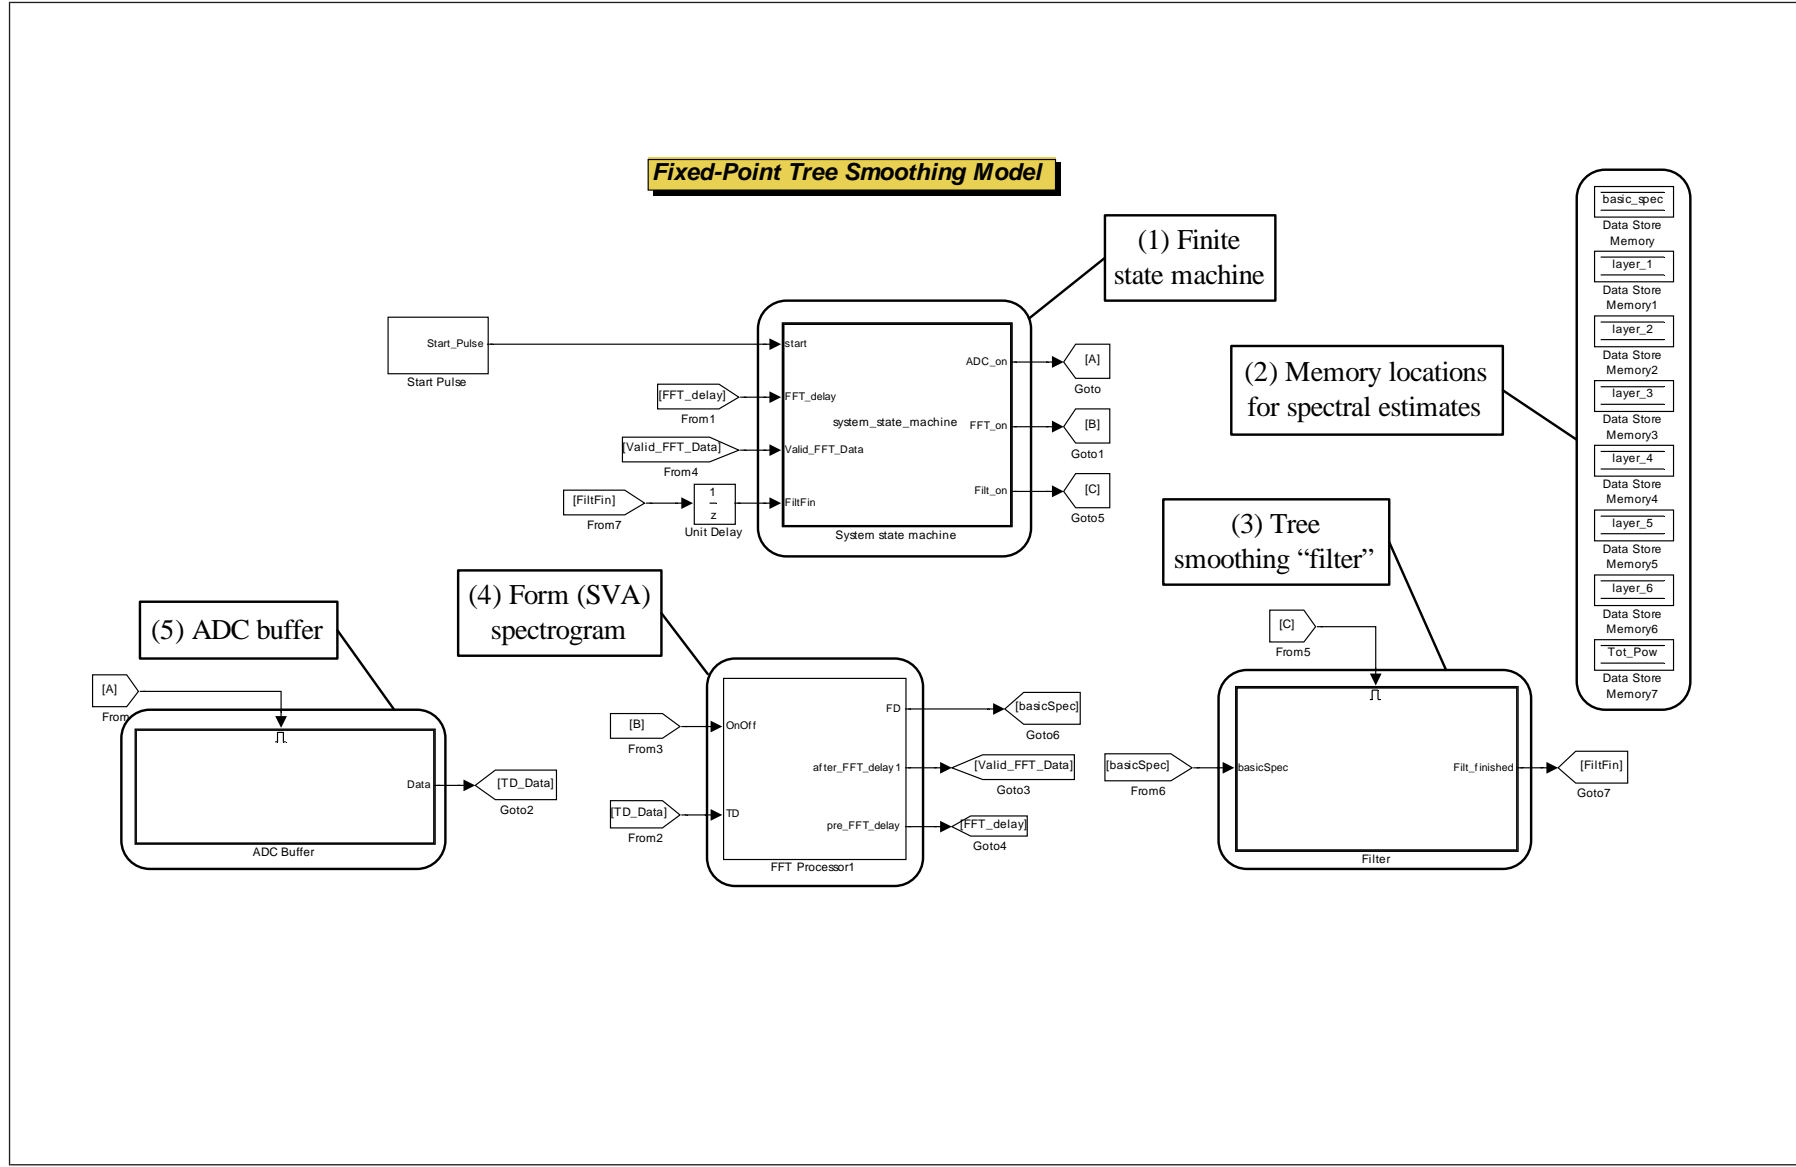 Fixed-Point Tree Smoothing Model
(1) Finite
state machine
Start_Pulse
Start Pulse
[FFT_delay]
From1
[Valid_FFT_Data]
From4
[FiltFin]
From7
1
z
Unit Delay
start
FFT_delay
Valid_FFT_Data
FiltFin
system_state_machine
ADC_on
FFT_on
Filt_on
System state machine
[A]
Goto
[B]
Goto1
[C]
Goto5
(2) Memory locations
for spectral estimates
basic_spec
Data Store
Memory
layer_1
Data Store
Memory1
layer_2
Data Store
Memory2
layer_3
Data Store
Memory3
layer_4
Data Store
Memory4
layer_5
Data Store
Memory5
layer_6
Data Store
Memory6
Tot_Pow
Data Store
Memory7
(5) ADC buffer
[A]
From
Data
ADC Buffer
[TD_Data]
Goto2
(4) Form (SVA)
spectrogram
[B]
From3
[TD_Data]
From2
OnOff
TD
FD
after_FFT_delay1
pre_FFT_delay
FFT Processor1
[basicSpec]
Goto6
[Valid_FFT_Data]
Goto3
[FFT_delay]
Goto4
(3) Tree
smoothing “filter”
[C]
From5
[basicSpec]
From6
basicSpec
Filt_finished
Filter
[FiltFin]
Goto7